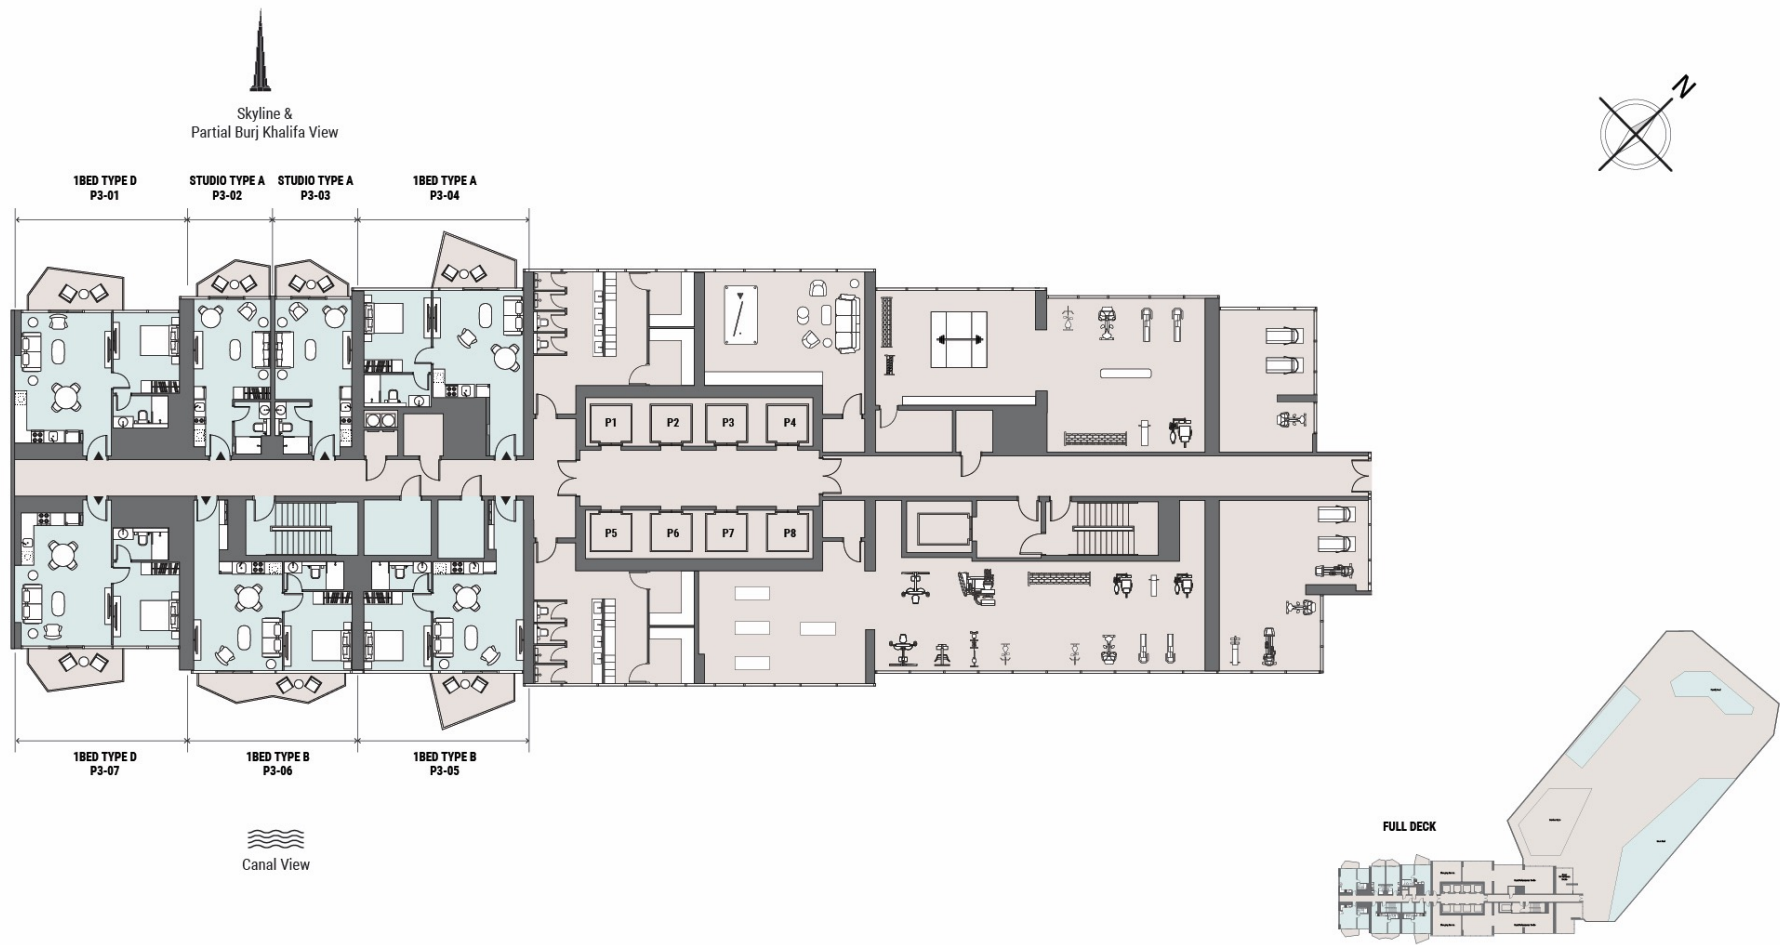 N
Skyline &
Partial Burj Khalifa View
1BED TYPE D
P3-01
STUDIO TYPE A
P3-02
STUDIO TYPE A
P3-03
1BED TYPE A
P3-04
P1
P2
P3
P4
P5
P6
P7
P8
1BED TYPE D
P3-07
1BED TYPE B
P3-06
1BED TYPE B
P3-05
Canal View
FULL DECK